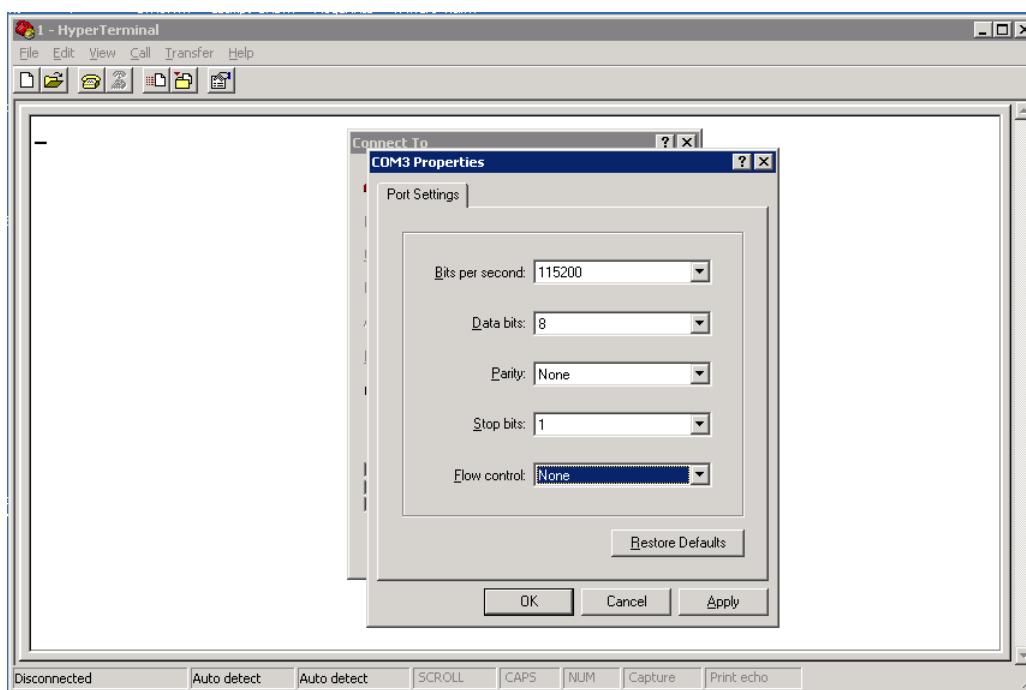 1 - HyperTerminal
File Edit View Call Transfer Help
Connect To
COM3 Properties
Port Settings
Bits per second: 115200
Data bits: 8
Parity: None
Stop bits: 1
Flow control: None
Restore Defaults
OK Cancel Apply
Disconnected Auto detect Auto detect SCROLL CAPS NUM Capture Print echo